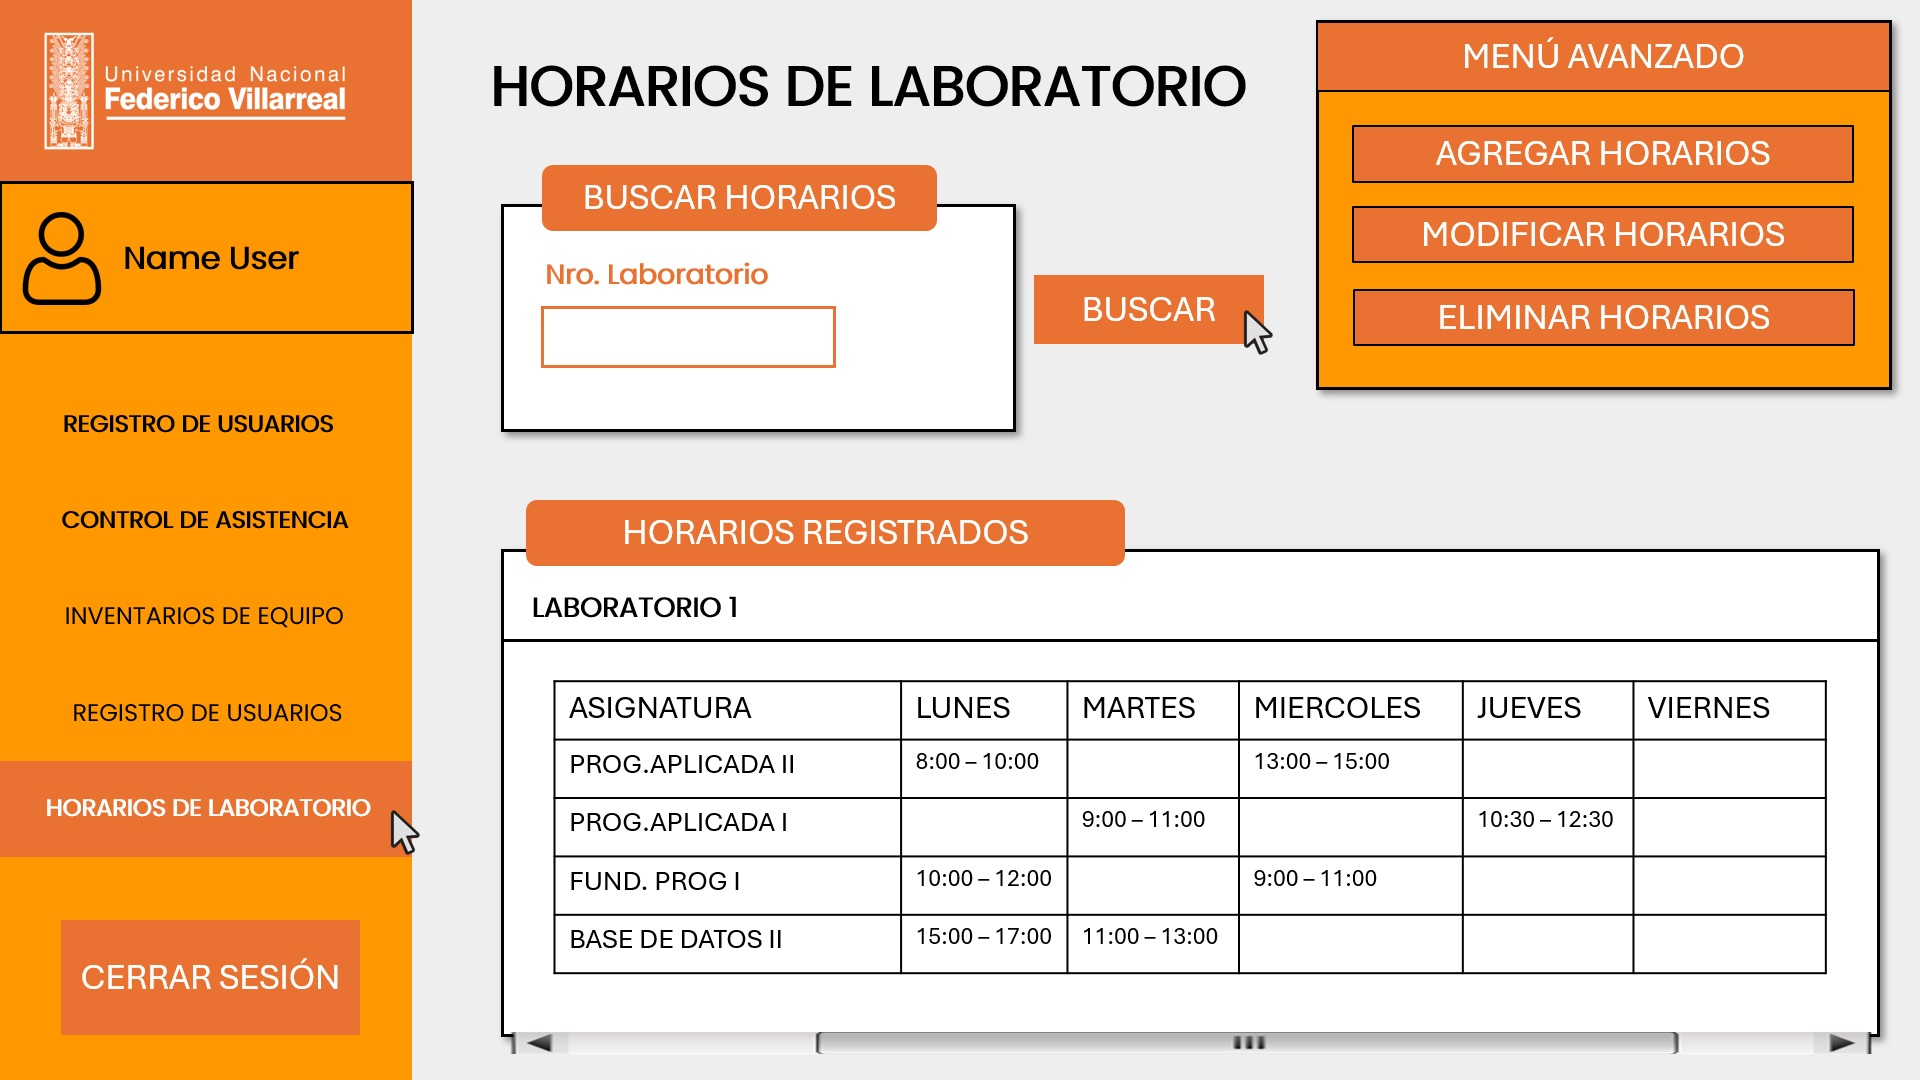 Universidad Nacional
Federico Villarreal
Name User
REGISTRO DE USUARIOS
CONTROL DE ASISTENCIA
INVENTARIOS DE EQUIPO
REGISTRO DE USUARIOS
HORARIOS DE LABORATORIO
CERRAR SESIÓN
HORARIOS DE LABORATORIO
BUSCAR HORARIOS
Nro. Laboratorio
BUSCAR
MENÚ AVANZADO
AGREGAR HORARIOS
MODIFICAR HORARIOS
ELIMINAR HORARIOS
HORARIOS REGISTRADOS
LABORATORIO 1
ASIGNATURA LUNES MARTES MIERCOLES JUEVES VIERNES
PROG.APLICADA II 8:00 – 10:00 13:00 – 15:00
PROG.APLICADA I 9:00 – 11:00 10:30 – 12:30
FUND. PROG I 10:00 – 12:00 9:00 – 11:00
BASE DE DATOS II 15:00 – 17:00 11:00 – 13:00